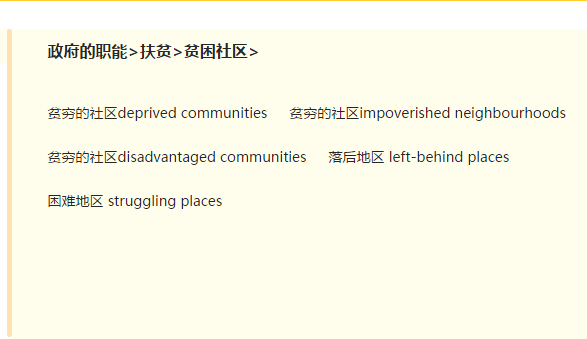 政府的职能>扶贫>贫困社区>
贫穷的社区deprived communities 贫穷的社区impoverished neighbourhoods
贫穷的社区disadvantaged communities 落后地区 left-behind places
困难地区 struggling places